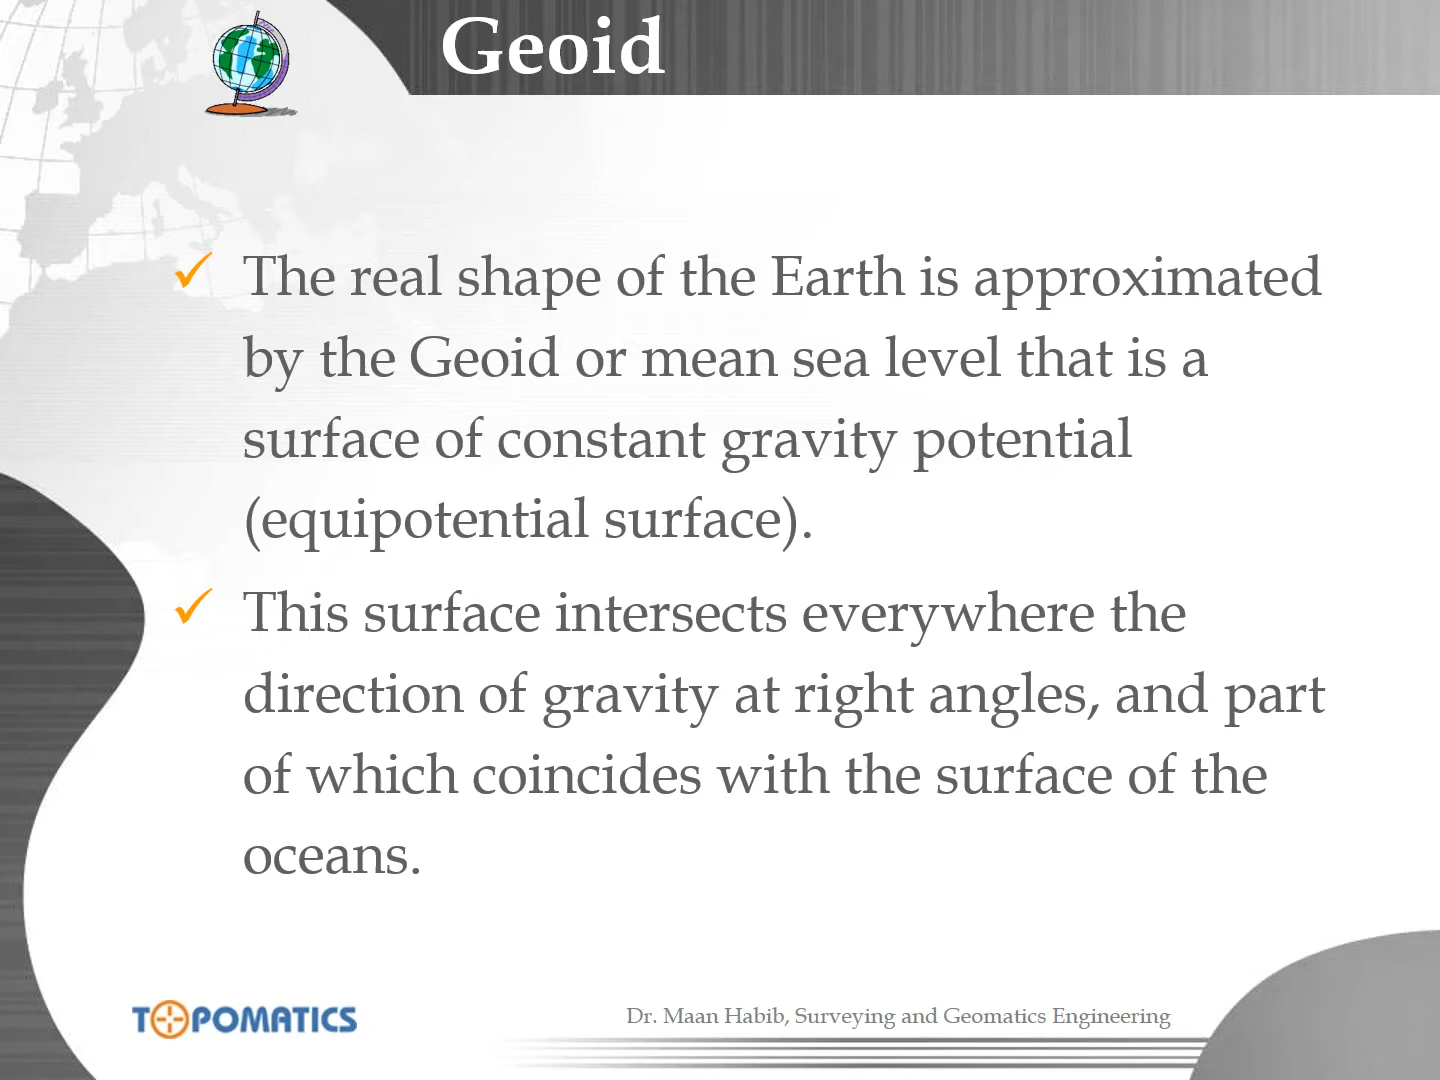 Geoid
The real shape of the Earth is approximated
by the Geoid or mean sea level that is a
surface of constant gravity potential
(equipotential surface).
This surface intersects everywhere the
direction of gravity at right angles, and part
of which coincides with the surface of the
oceans.
TOPOMATICS
Dr. Maan Habib, Surveying and Geomatics Engineering